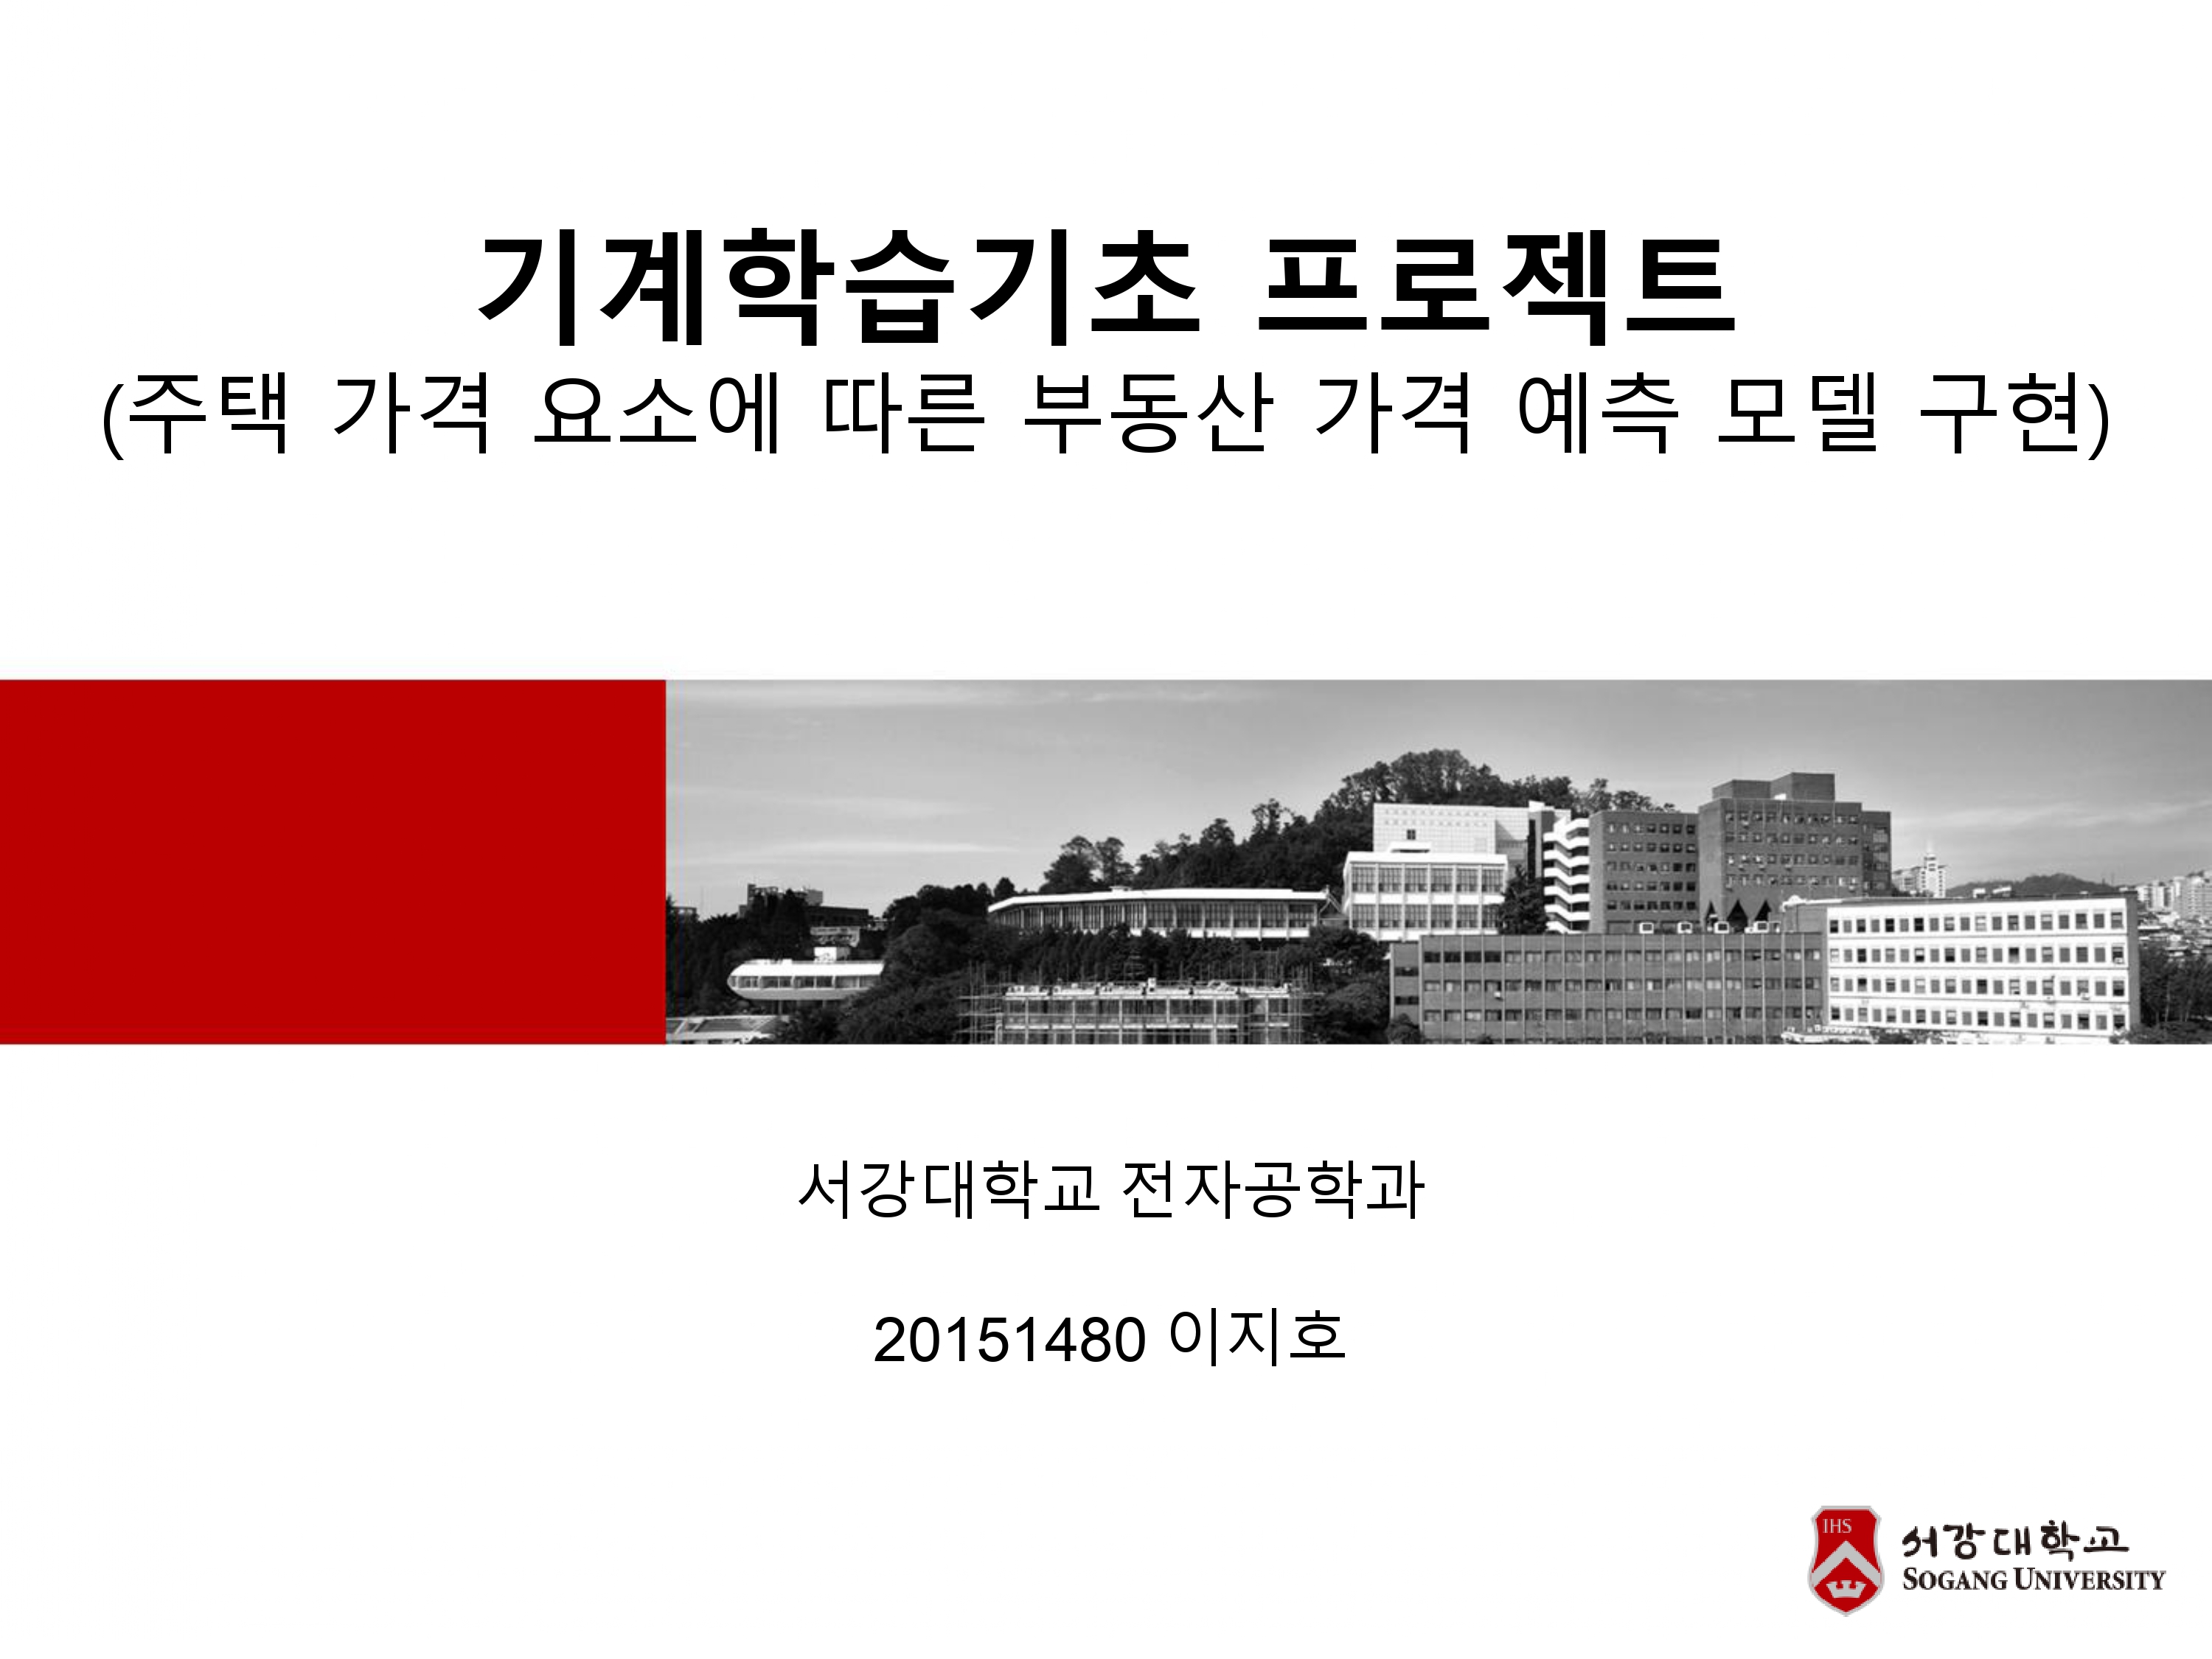 기계학습기초 프로젝트
(주택 가격 요소에 따른 부동산 가격 예측 모델 구현)
서강대학교 전자공학과
20151480 이지호
IHS
서강대학교
SOGANG UNIVERSITY